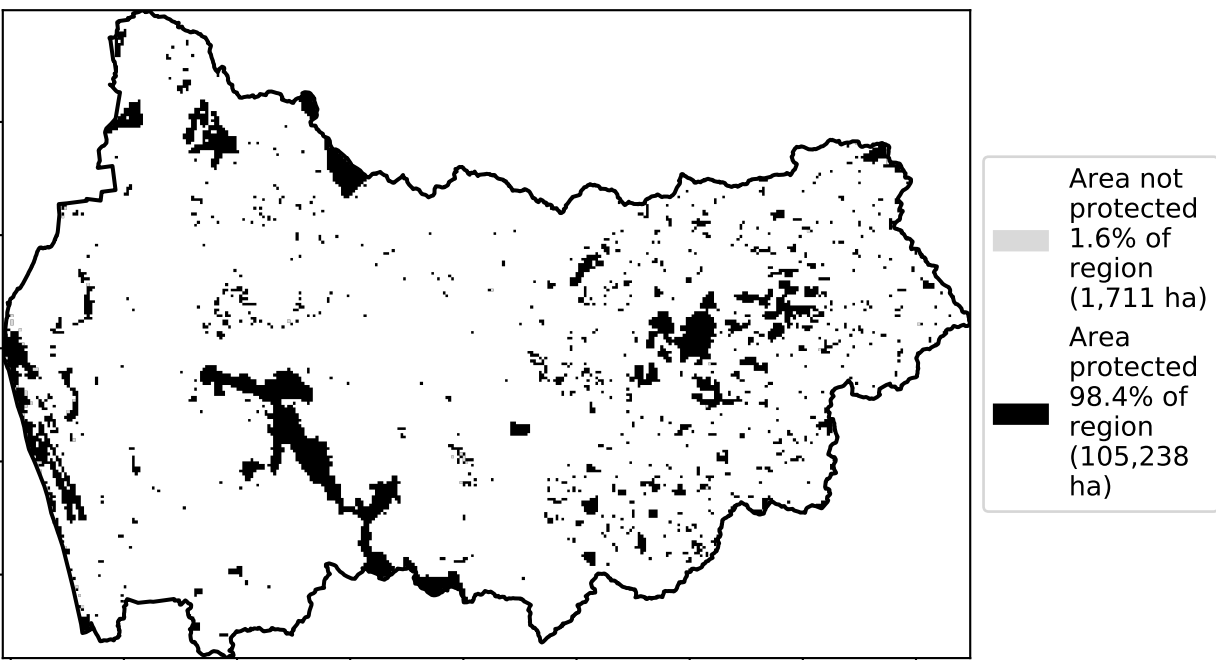 Area not
protected
1.6% of
region
(1,711 ha)
Area
protected
98.4% of
region
(105,238
ha)